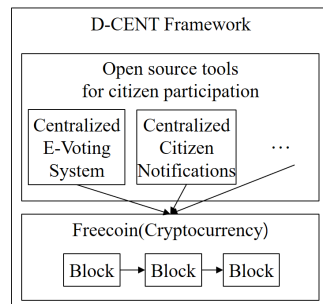 D-CENT Framework
Open source tools
for citizen participation
Centralized
E-Voting
System
Centralized
Citizen
Notifications
...
Freecoin(Cryptocurrency)
Block
Block
Block